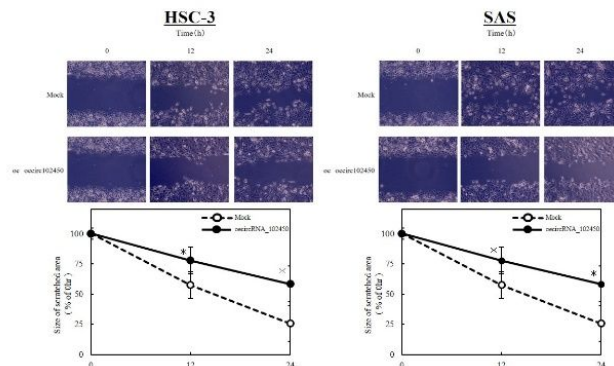 HSC-3
Time(h)
0 12 24
Mock
oe oecirc102450
Mock
oecircRNA_102450
Size of scratched area
( % of 0hr )
100
75
50
25
0
*
×
0 12 24
SAS
Time(h)
0 12 24
Mock
oe oecirc102450
Mock
oecircRNA_102450
Size of scratched area
( % of 0hr )
100
75
50
25
0
×
*
0 12 24